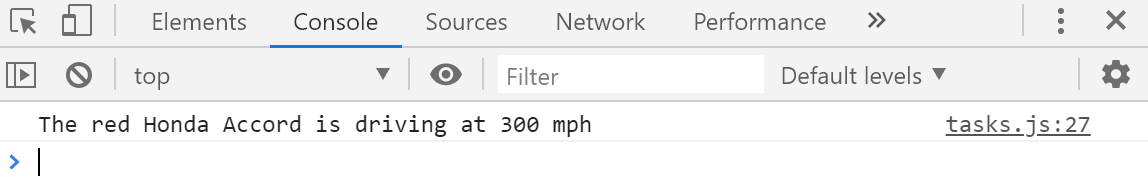 Elements Console Sources Network Performance »
top Filter Default levels
The red Honda Accord is driving at 300 mph tasks.js:27
>